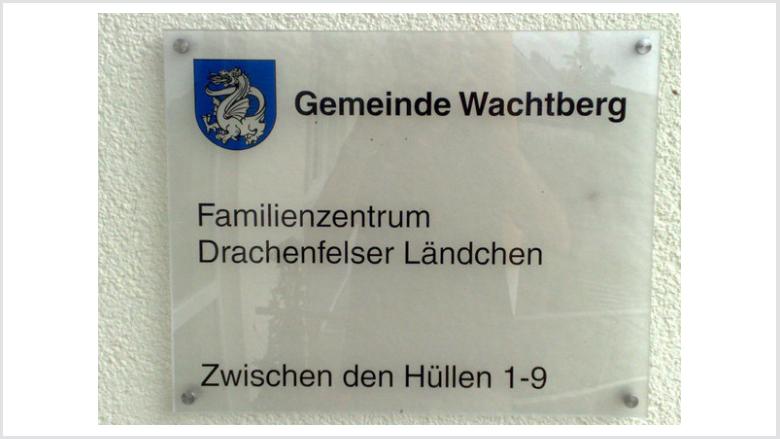 Gemeinde Wachtberg
Familienzentrum
Drachenfelser Ländchen
Zwischen den Hüllen 1-9